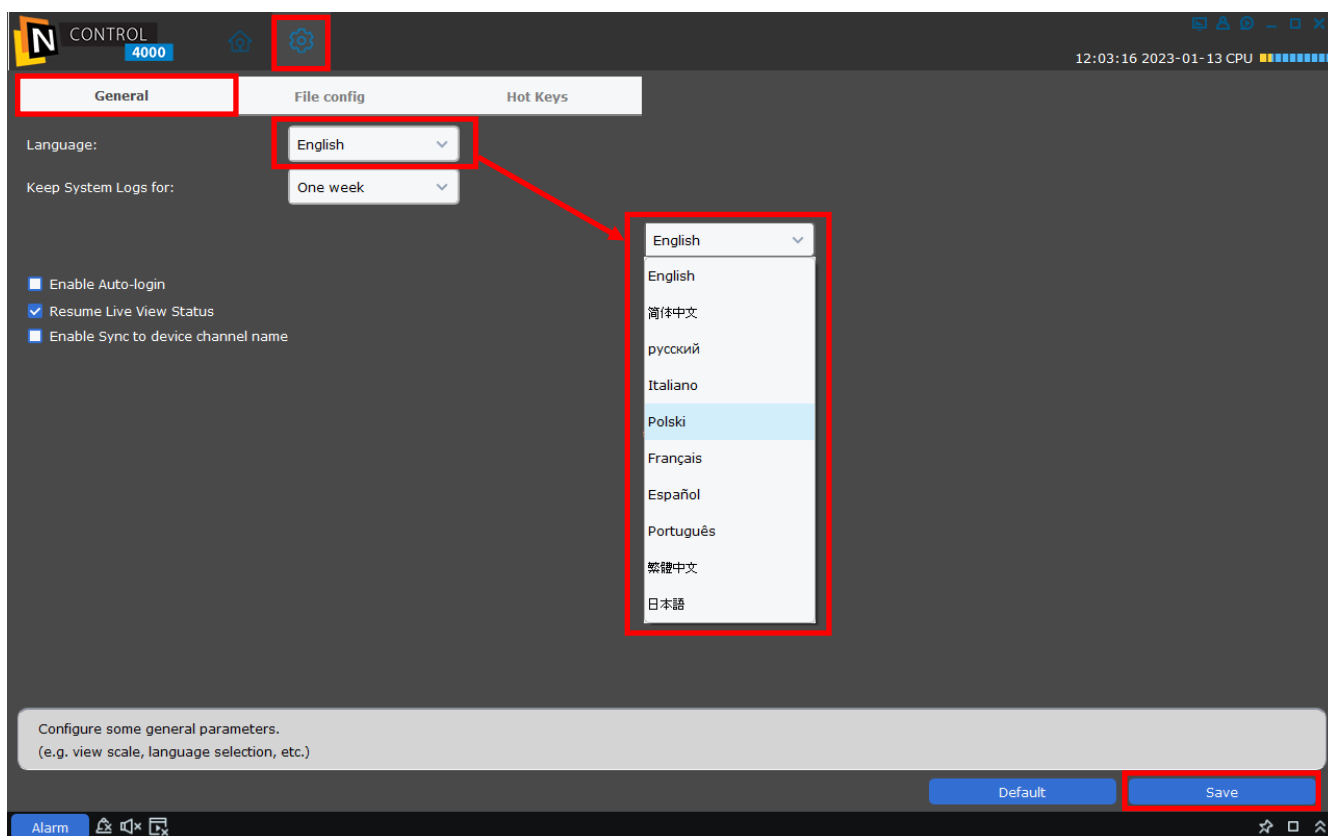 N CONTROL
4000
12:03:16 2023-01-13 CPU
General File config Hot Keys
Language: English
Keep System Logs for: One week
English
English
简体中文
русский
Italiano
Polski
Français
Español
Português
繁體中文
日本語
Enable Auto-login
Resume Live View Status
Enable Sync to device channel name
Configure some general parameters.
(e.g. view scale, language selection, etc.)
Default Save
Alarm